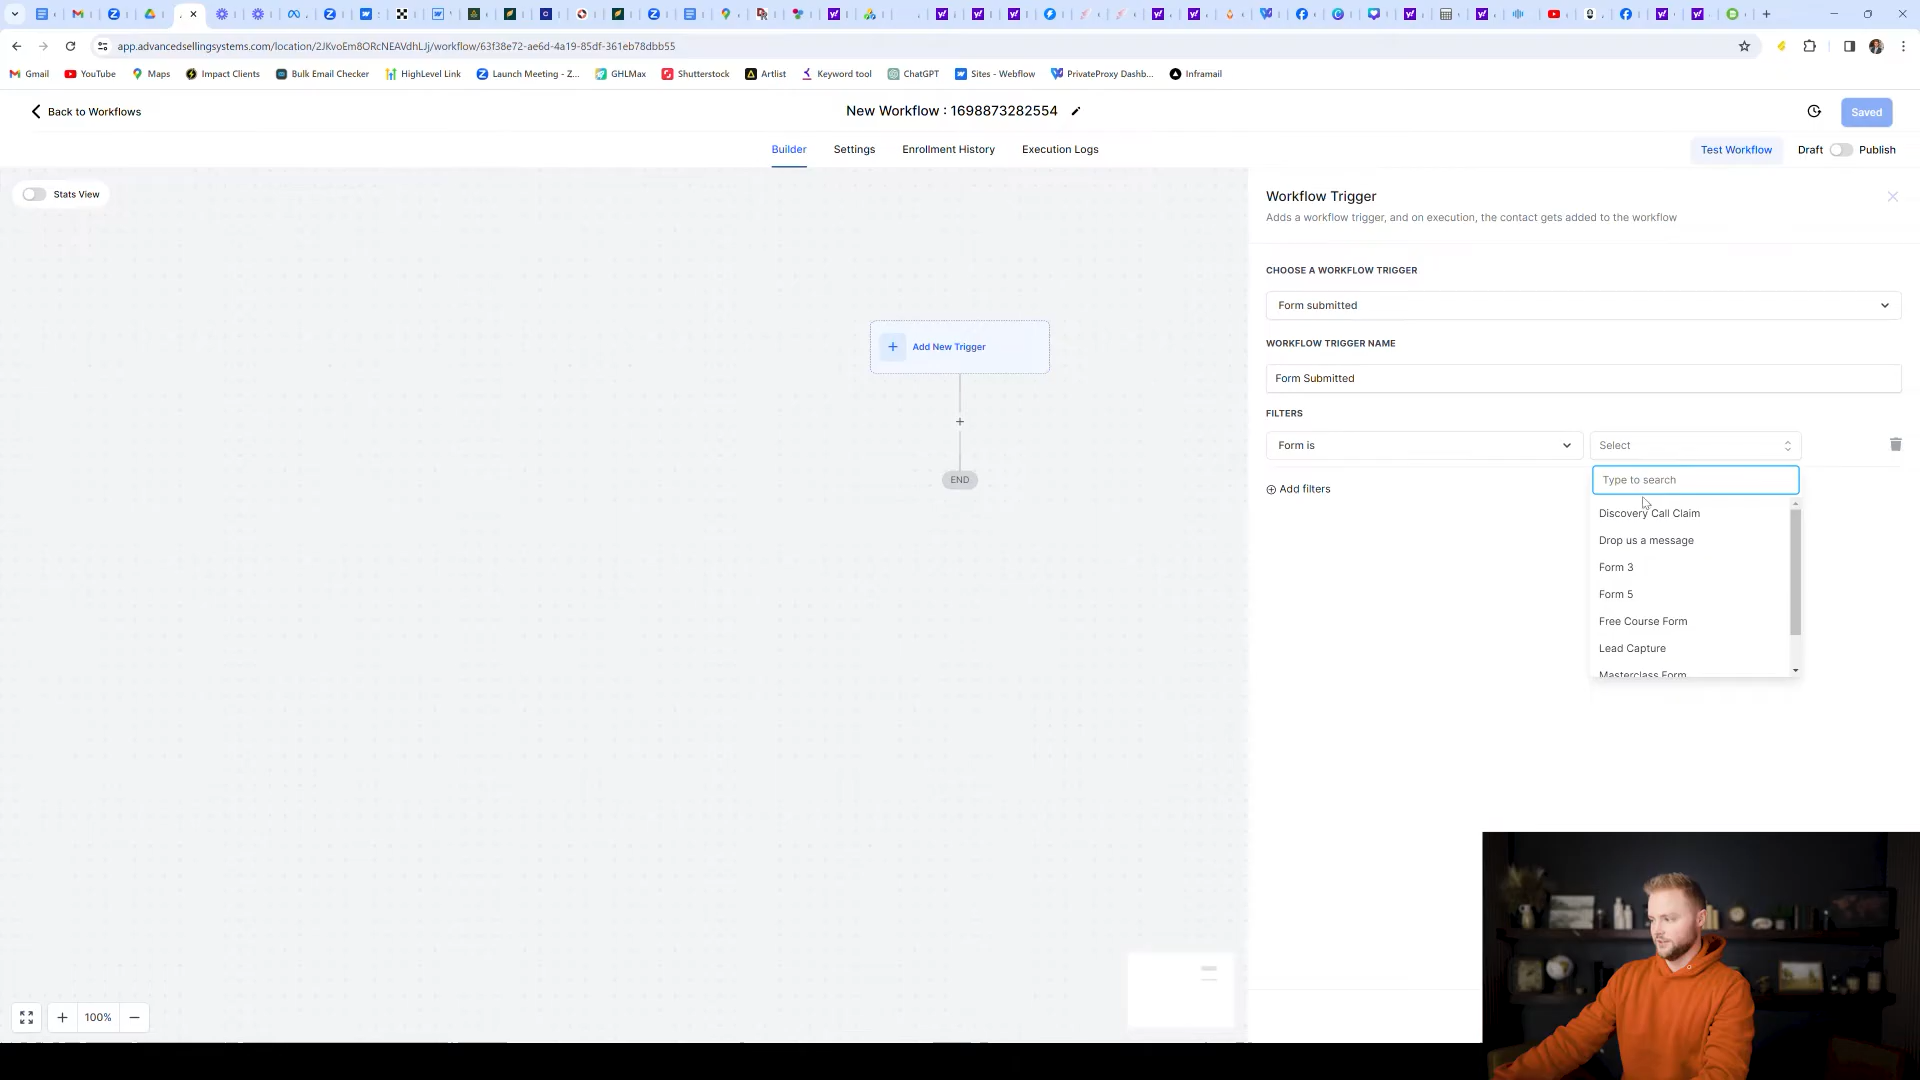 app.advancedsellingsystems.com/location/2JKvoEm8ORcNEAVdhLJj/workflow/63f38e72-ae6d-4a19-85df-361eb78dbb55
Gmail YouTube Maps Impact Clients Bulk Email Checker HighLevel Link Launch Meeting - Z... GHLMax Shutterstock Artlist Keyword tool ChatGPT Sites - Webflow PrivateProxy Dashb... Inframail
Back to Workflows New Workflow : 1698873282554 Saved
Builder Settings Enrollment History Execution Logs Test Workflow Draft Publish
Stats View
Workflow Trigger
Adds a workflow trigger, and on execution, the contact gets added to the workflow
CHOOSE A WORKFLOW TRIGGER
Form submitted
WORKFLOW TRIGGER NAME
Add New Trigger
Form Submitted
FILTERS
Form is Select
END
Type to search
Add filters
Discovery Call Claim
Drop us a message
Form 3
Form 5
Free Course Form
Lead Capture
Masterclass Form
100%